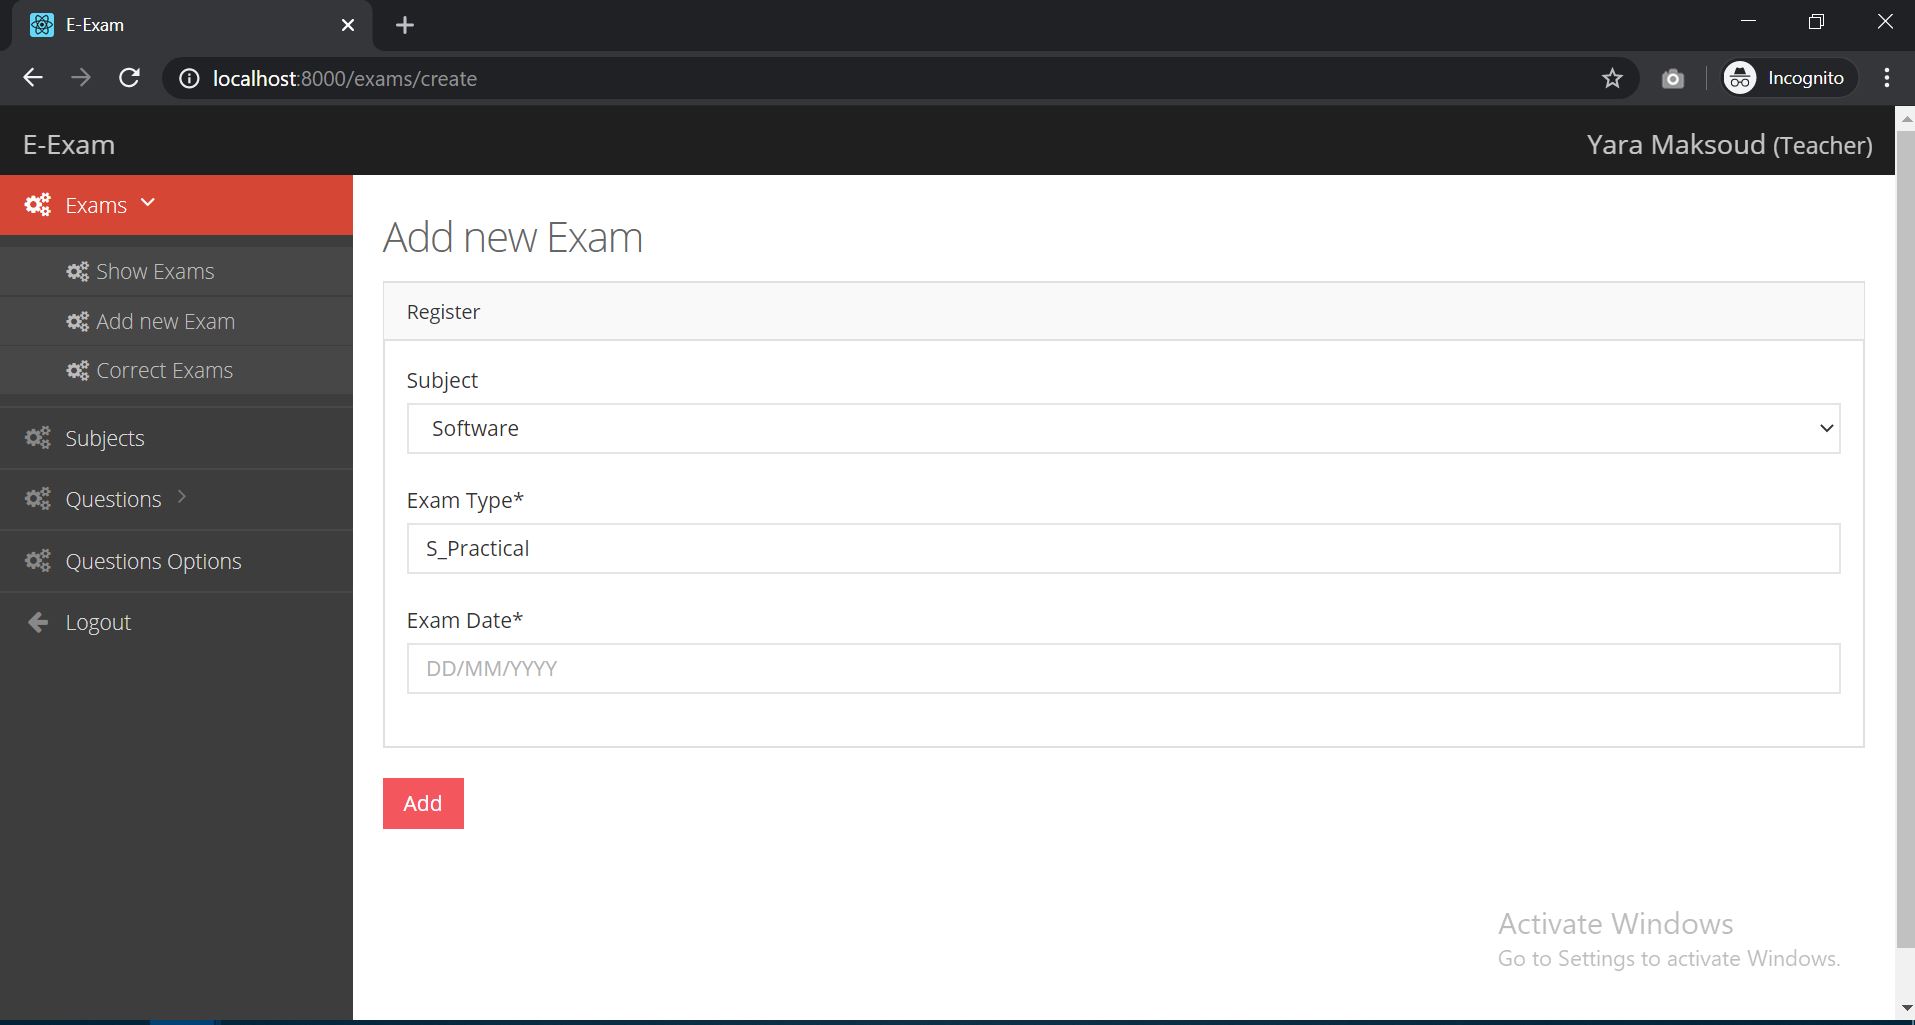 E-Exam
localhost:8000/exams/create
Incognito
E-Exam
Yara Maksoud (Teacher)
Exams
Show Exams
Add new Exam
Correct Exams
Subjects
Questions
Questions Options
Logout
Add new Exam
Register
Subject
Software
Exam Type*
S_Practical
Exam Date*
DD/MM/YYYY
Add
Activate Windows
Go to Settings to activate Windows.